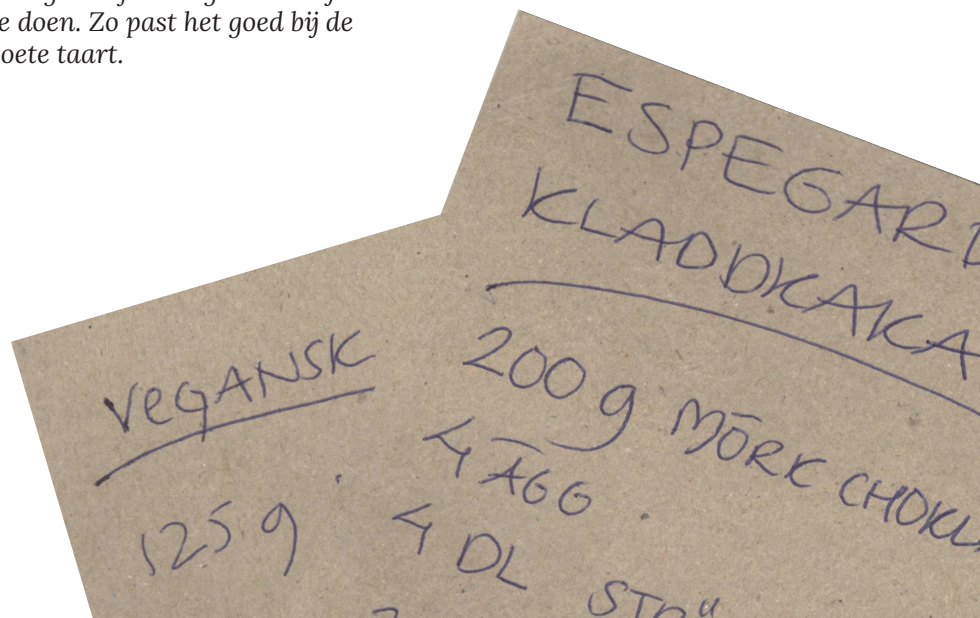 e doen. Zo past het goed bij de
oete taart.
ESPEGARD
KLADDKAKA
200 g MÖRK CHOKL
4 ÄGG
4 DL
VEGANSK
125 g